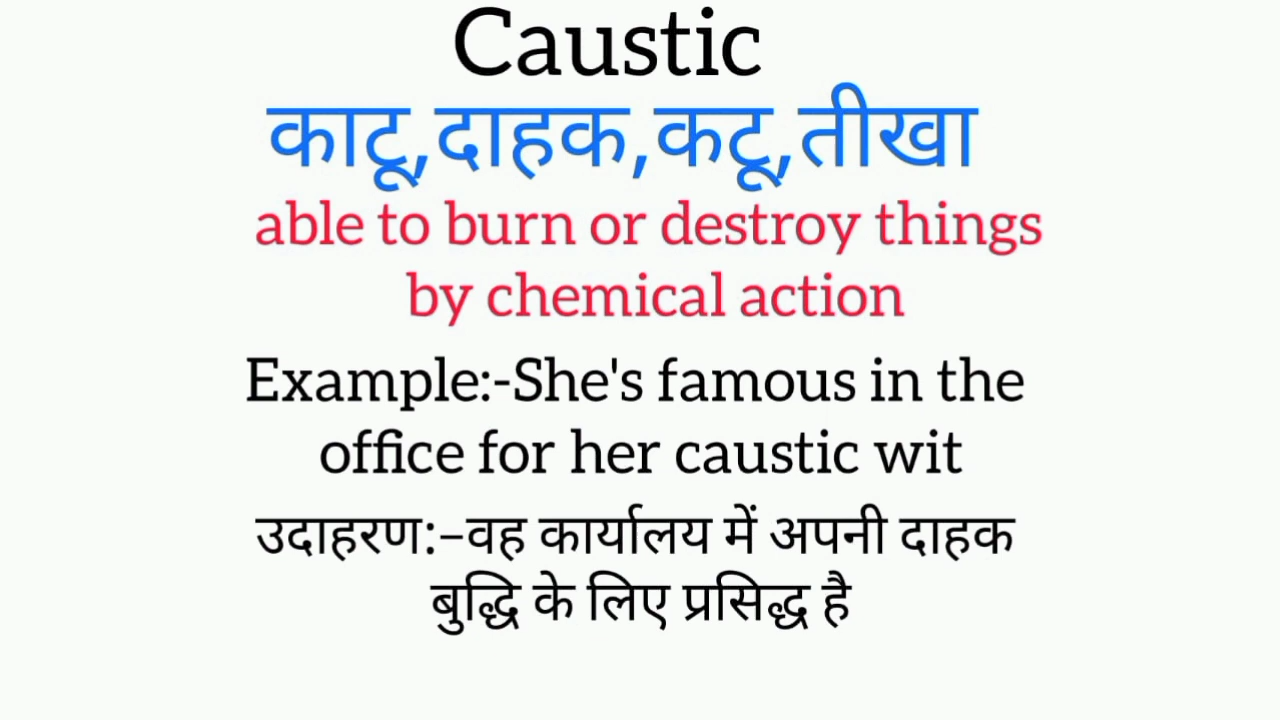 Caustic
काटू,दाहक,कटू,तीखा
able to burn or destroy things
by chemical action
Example:-She's famous in the
office for her caustic wit
उदाहरण:–वह कार्यालय में अपनी दाहक
बुद्धि के लिए प्रसिद्ध है